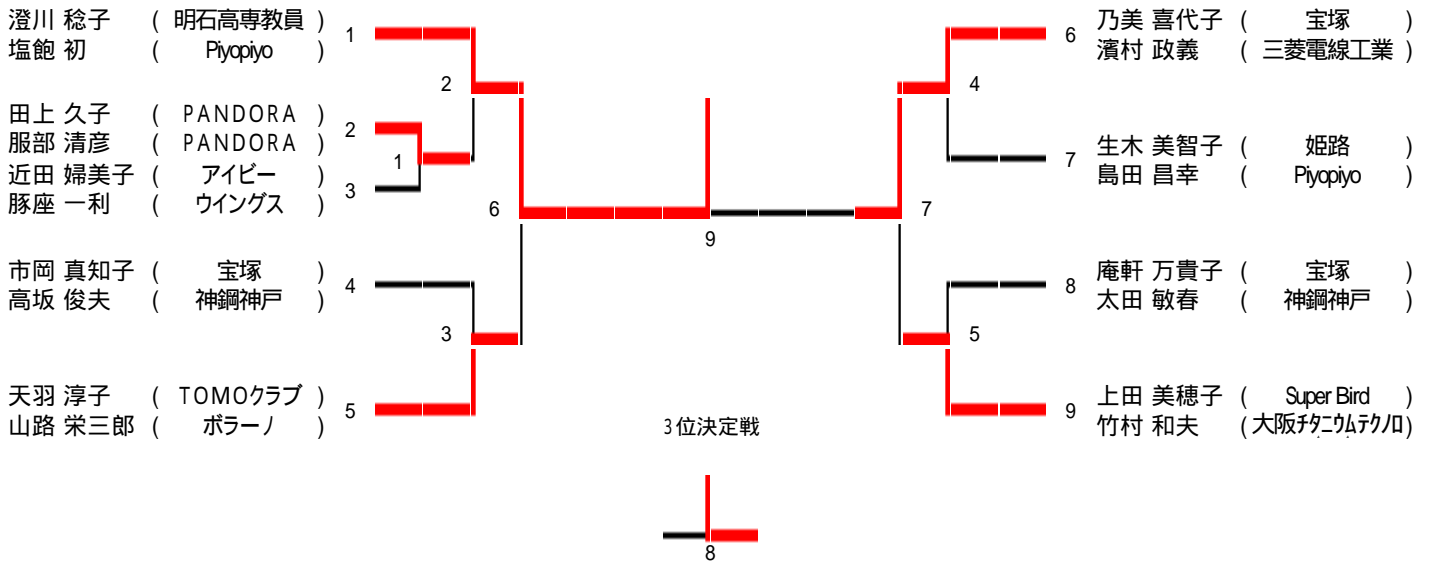 澄川 稔子 ( 明石高専教員 ) 1
塩飽 初 ( Piyopiyo )
2
田上 久子 ( PANDORA ) 2
服部 清彦 ( PANDORA )
1
近田 婦美子 ( アイビー ) 3
豚座 一利 ( ウイングス )
6
市岡 真知子 ( 宝塚 ) 4
高坂 俊夫 ( 神鋼神戸 )
3
天羽 淳子 ( TOMOクラブ ) 5
山路 栄三郎 ( ボラーノ )
9
3位決定戦
8
6 乃美 喜代子 ( 宝塚 )
濱村 政義 ( 三菱電線工業 )
4
7 生木 美智子 ( 姫路 )
島田 昌幸 ( Piyopiyo )
7
8 庵軒 万貴子 ( 宝塚 )
太田 敏春 ( 神鋼神戸 )
5
9 上田 美穂子 ( Super Bird )
竹村 和夫 ( 大阪チタニウムテクノロ )